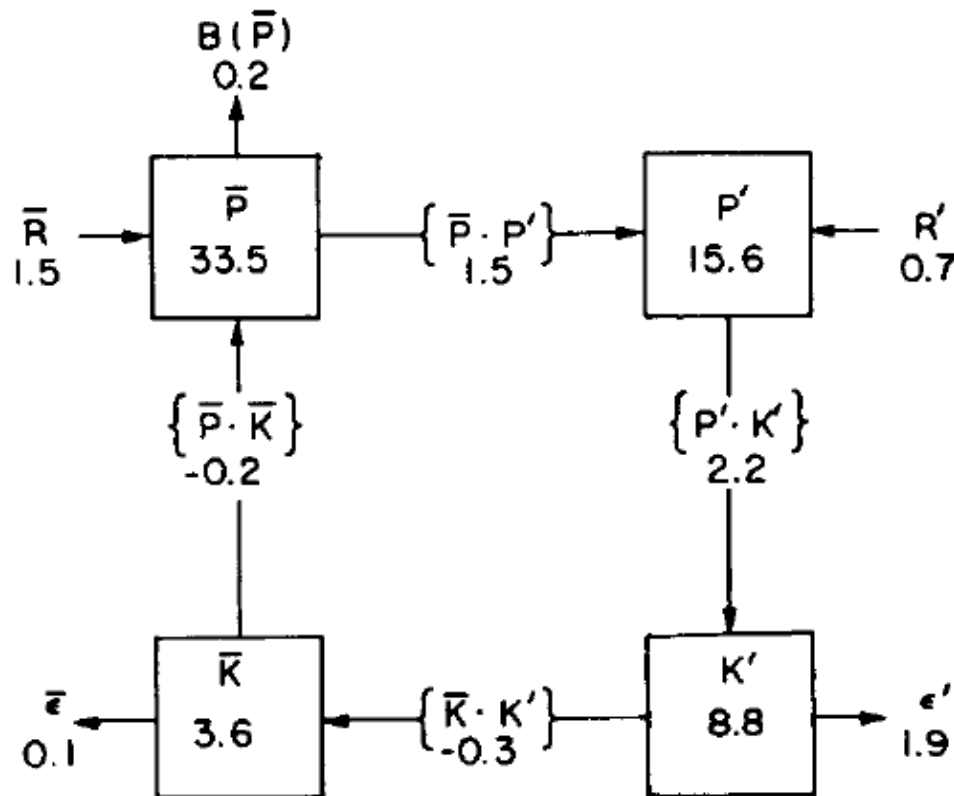 B(P̅)
0.2
P̅
33.5
R̅
1.5
{P̅ · P′}
1.5
P′
15.6
R′
0.7
{P̅ · K̅}
-0.2
{P′ · K′}
2.2
K̅
3.6
ϵ̅
0.1
{K̅ · K′}
-0.3
K′
8.8
ϵ′
1.9